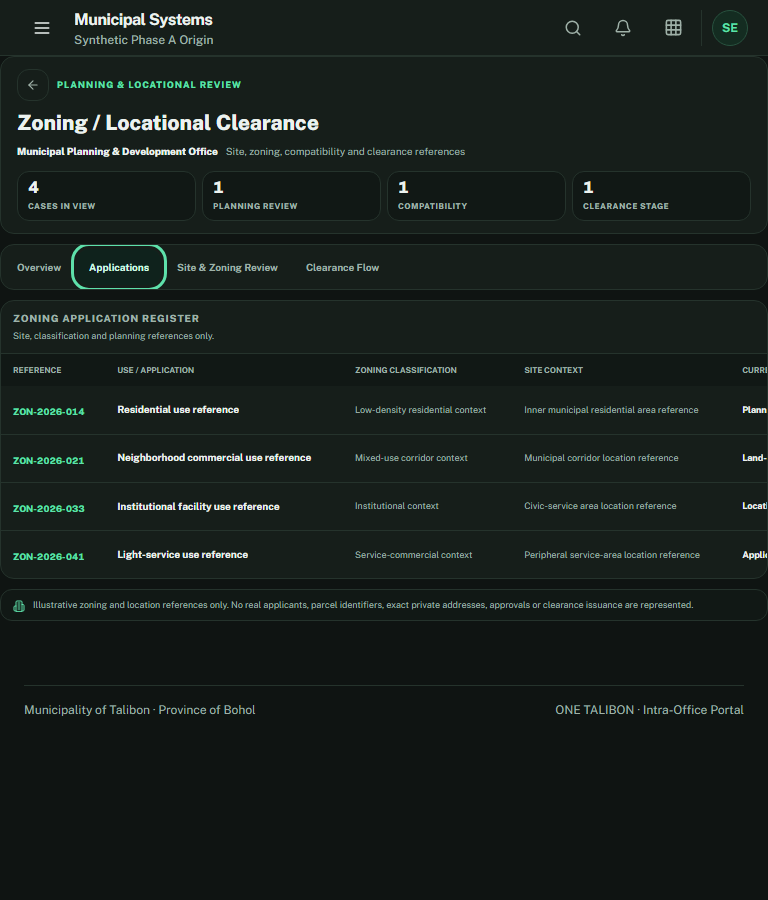 Municipal Systems
Synthetic Phase A Origin
SE
PLANNING & LOCATIONAL REVIEW
Zoning / Locational Clearance
Municipal Planning & Development Office Site, zoning, compatibility and clearance references
4
CASES IN VIEW
1
PLANNING REVIEW
1
COMPATIBILITY
1
CLEARANCE STAGE
Overview Applications Site & Zoning Review Clearance Flow
ZONING APPLICATION REGISTER
Site, classification and planning references only.
REFERENCE USE / APPLICATION ZONING CLASSIFICATION SITE CONTEXT
ZON-2026-014 Residential use reference Low-density residential context Inner municipal residential area reference
ZON-2026-021 Neighborhood commercial use reference Mixed-use corridor context Municipal corridor location reference Land-
ZON-2026-033 Institutional facility use reference Institutional context Civic-service area location reference
ZON-2026-041 Light-service use reference Service-commercial context Peripheral service-area location reference
Illustrative zoning and location references only. No real applicants, parcel identifiers, exact private addresses, approvals or clearance issuance are represented.
Municipality of Talibon · Province of Bohol
ONE TALIBON · Intra-Office Portal